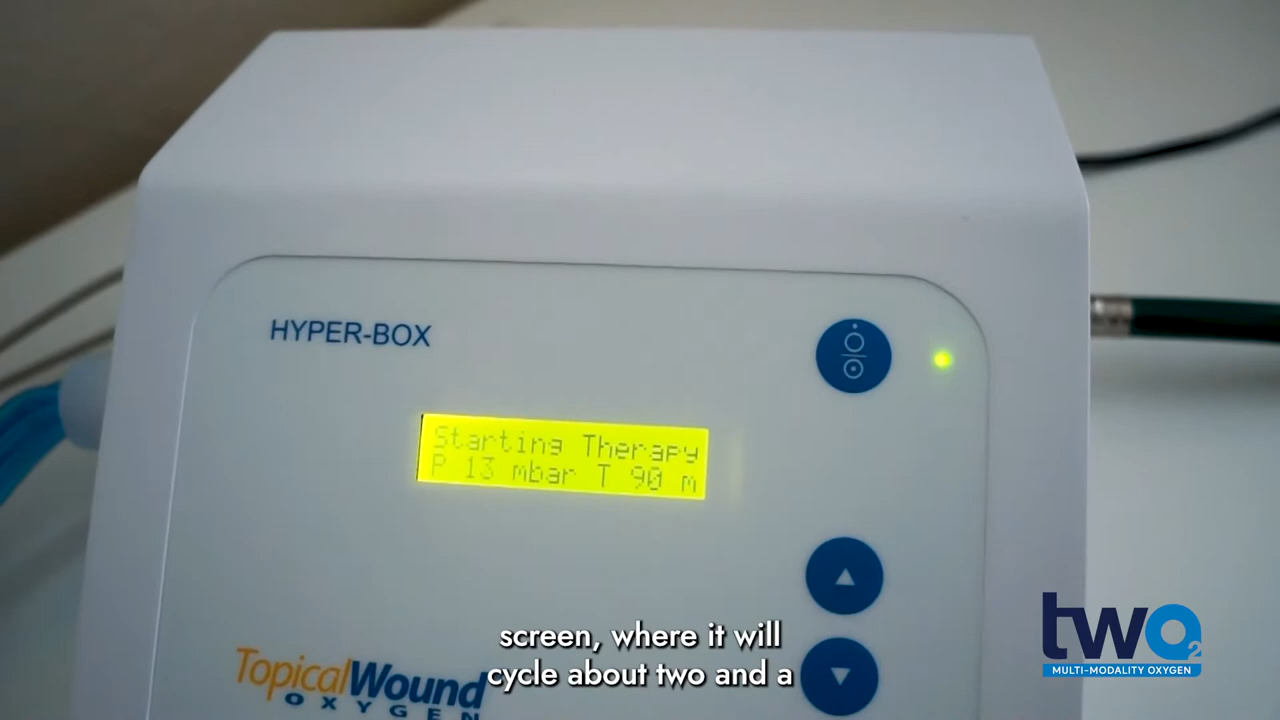 HYPER-BOX
Starting Therapy
P 13 mbar T 90 m
TopicalWound
OXYGEN
screen, where it will
cycle about two and a
twO2
MULTI-MODALITY OXYGEN